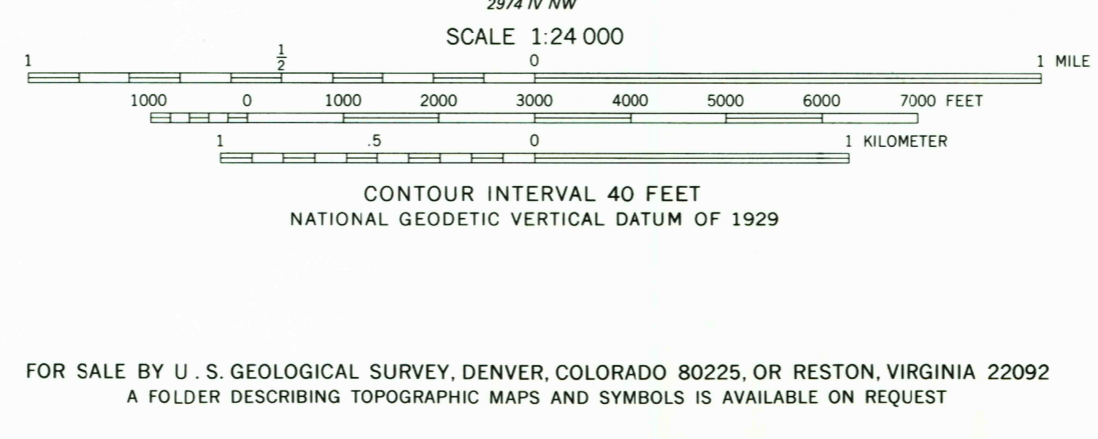 2974 IV NW
SCALE 1:24 000
1 1/2 0 1 MILE
1000 0 1000 2000 3000 4000 5000 6000 7000 FEET
1 .5 0 1 KILOMETER
CONTOUR INTERVAL 40 FEET
NATIONAL GEODETIC VERTICAL DATUM OF 1929
FOR SALE BY U.S. GEOLOGICAL SURVEY, DENVER, COLORADO 80225, OR RESTON, VIRGINIA 22092
A FOLDER DESCRIBING TOPOGRAPHIC MAPS AND SYMBOLS IS AVAILABLE ON REQUEST